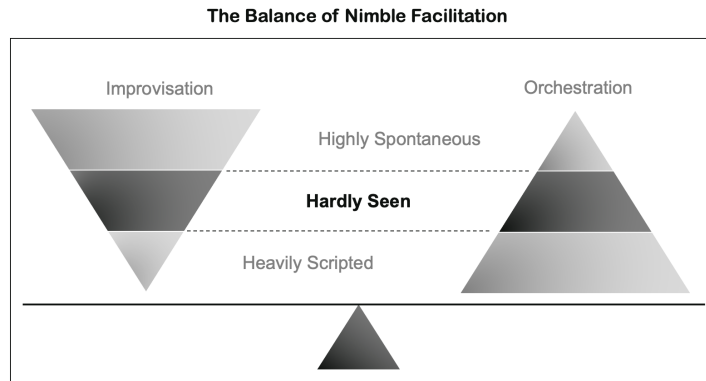 The Balance of Nimble Facilitation
Improvisation
Orchestration
Highly Spontaneous
Hardly Seen
Heavily Scripted